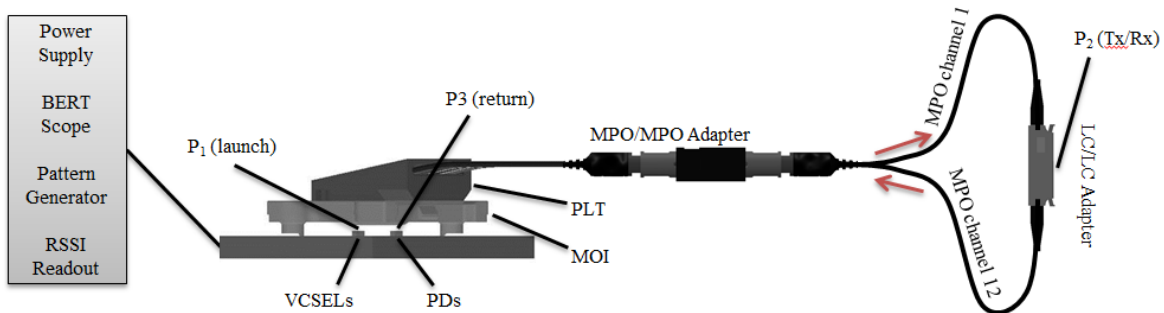 Power
Supply
BERT
Scope
Pattern
Generator
RSSI
Readout
P1 (launch)
P3 (return)
MPO/MPO Adapter
PLT
MOI
VCSELs
PDs
MPO channel 1
MPO channel 12
P2 (Tx/Rx)
LC/LC Adapter